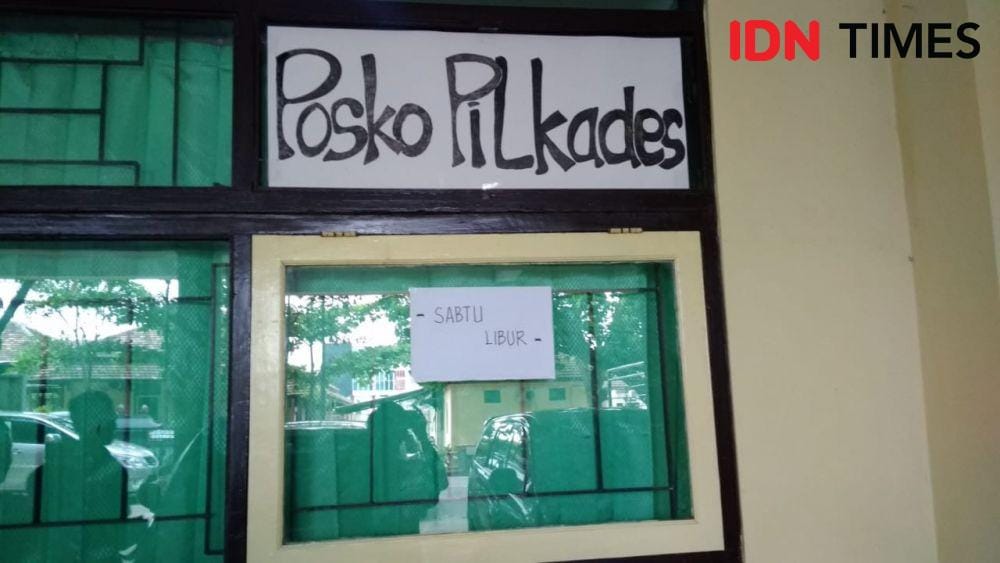 IDN TIMES
Posko PiLkades
- SABTU
LIBUR -